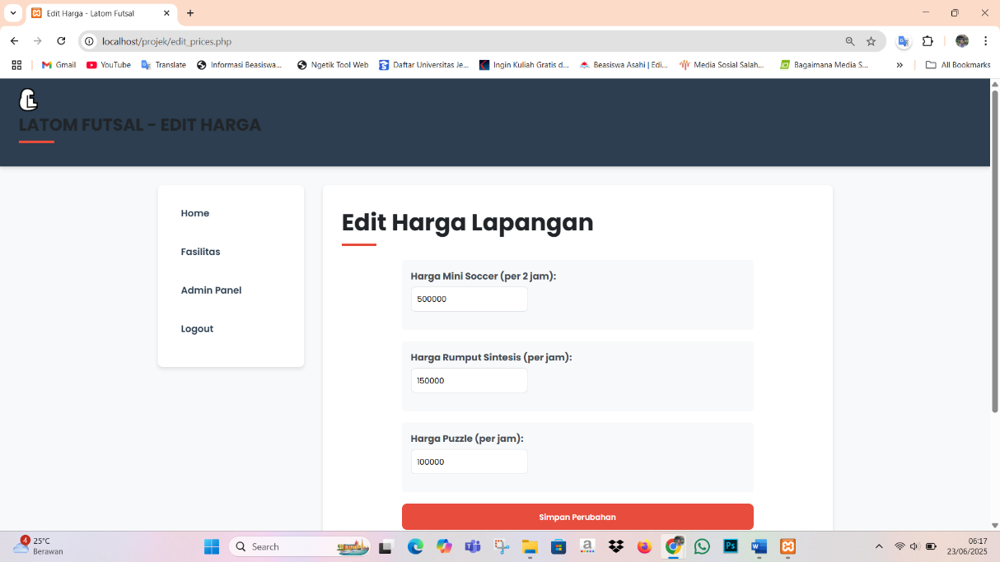 Edit Harga - Latom Futsal
localhost/projek/edit_prices.php
Gmail YouTube Translate Informasi Beasiswa... Ngetik Tool Web Daftar Universitas Je... Ingin Kuliah Gratis d... Beasiswa Asahi | Edi... Media Sosial Salah... Bagaimana Media S... » All Bookmarks
LATOM FUTSAL - EDIT HARGA
Home
Fasilitas
Admin Panel
Logout
Edit Harga Lapangan
Harga Mini Soccer (per 2 jam):
500000
Harga Rumput Sintesis (per jam):
150000
Harga Puzzle (per jam):
100000
Simpan Perubahan
4
25°C
Berawan
Search
a
Ps
W
06:17
23/06/2025